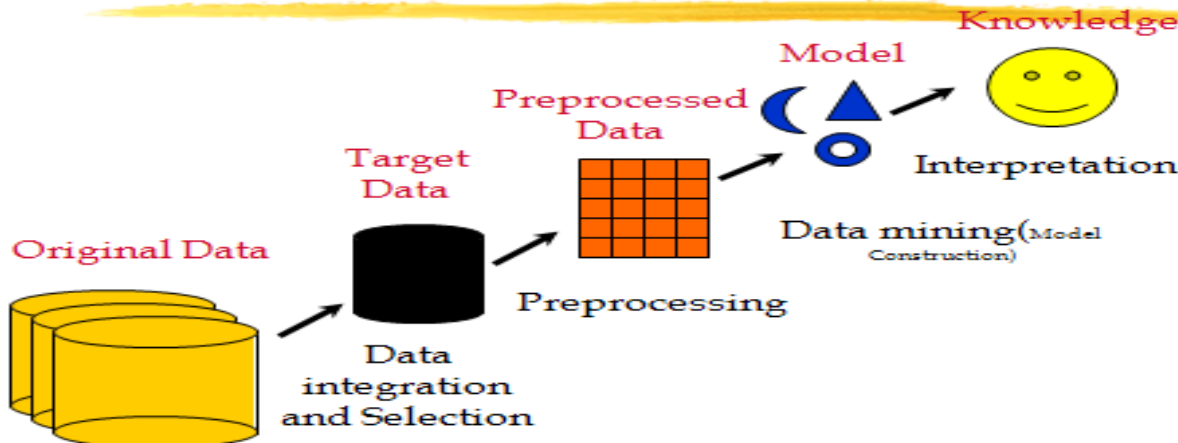 Knowledge
Model
Preprocessed
Data
Target
Data
Interpretation
Original Data
Data mining(Model
Construction)
Preprocessing
Data
integration
and Selection